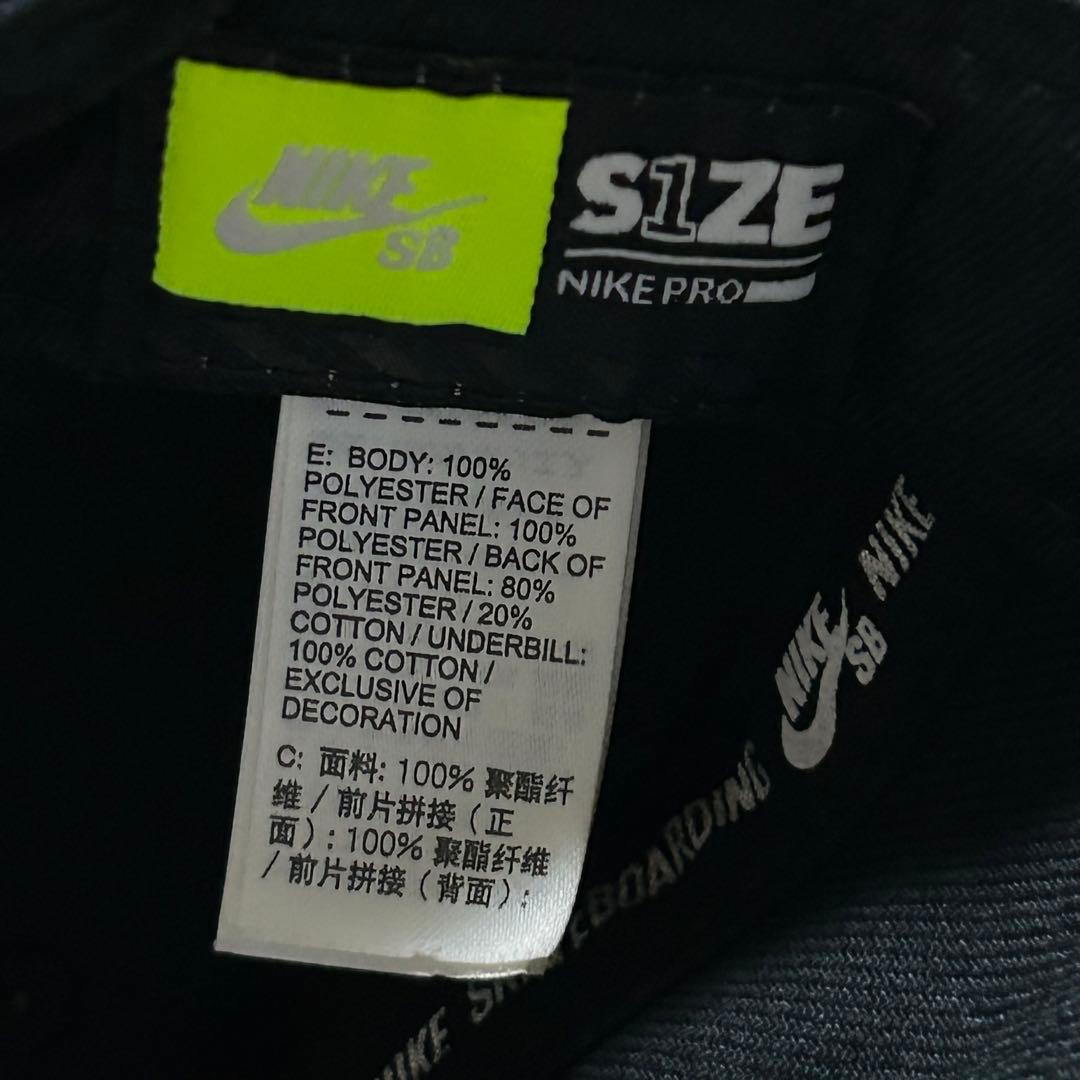 NIKE
SB
S1ZE
NIKE PRO
E: BODY: 100%
POLYESTER / FACE OF
FRONT PANEL: 100%
POLYESTER / BACK OF
FRONT PANEL: 80%
POLYESTER / 20%
COTTON / UNDERBILL:
100% COTTON /
EXCLUSIVE OF
DECORATION
C: 面料: 100% 聚酯纤
维 / 前片拼接 (正
面) : 100% 聚酯纤维
/ 前片拼接 (背面) :
NIKE
NIKE
SB
BOARDING
NIKE